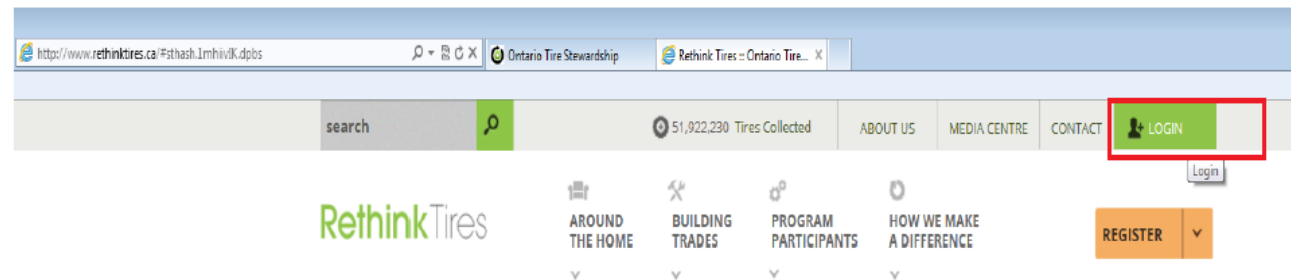 http://www.rethinktires.ca/#sthash.1mhiivlK.dpbs
Ontario Tire Stewardship
Rethink Tires :: Ontario Tire...
search
51,922,230 Tires Collected
ABOUT US
MEDIA CENTRE
CONTACT
LOGIN
Login
RethinkTires
AROUND
THE HOME
BUILDING
TRADES
PROGRAM
PARTICIPANTS
HOW WE MAKE
A DIFFERENCE
REGISTER